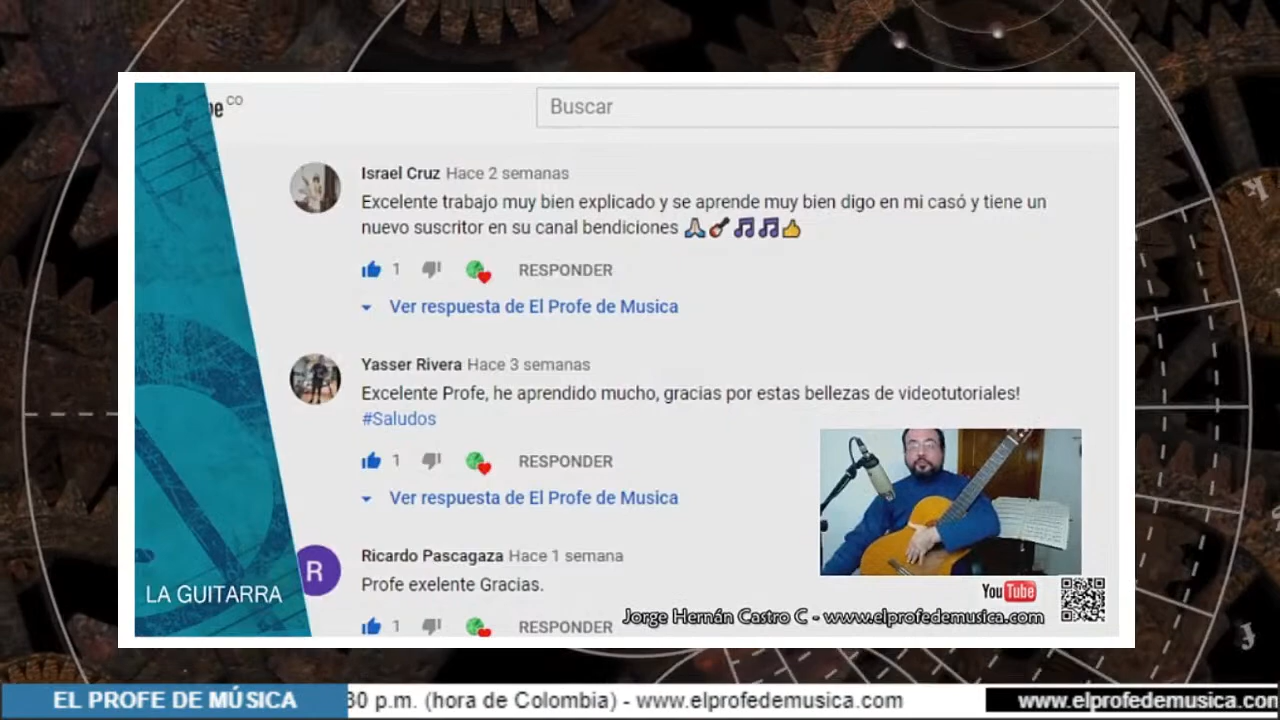 be CO
Buscar
Israel Cruz Hace 2 semanas
Excelente trabajo muy bien explicado y se aprende muy bien digo en mi casó y tiene un
nuevo suscritor en su canal bendiciones 🙏🏻🎸🎵🎵👍
1 RESPONDER
Ver respuesta de El Profe de Musica
Yasser Rivera Hace 3 semanas
Excelente Profe, he aprendido mucho, gracias por estas bellezas de videotutoriales!
#Saludos
1 RESPONDER
Ver respuesta de El Profe de Musica
R
Ricardo Pascagaza Hace 1 semana
Profe exelente Gracias.
1 RESPONDER
LA GUITARRA
YouTube
Jorge Hernán Castro C - www.elprofedemusica.com
EL PROFE DE MÚSICA
30 p.m. (hora de Colombia) - www.elprofedemusica.com
www.elprofedemusica.com